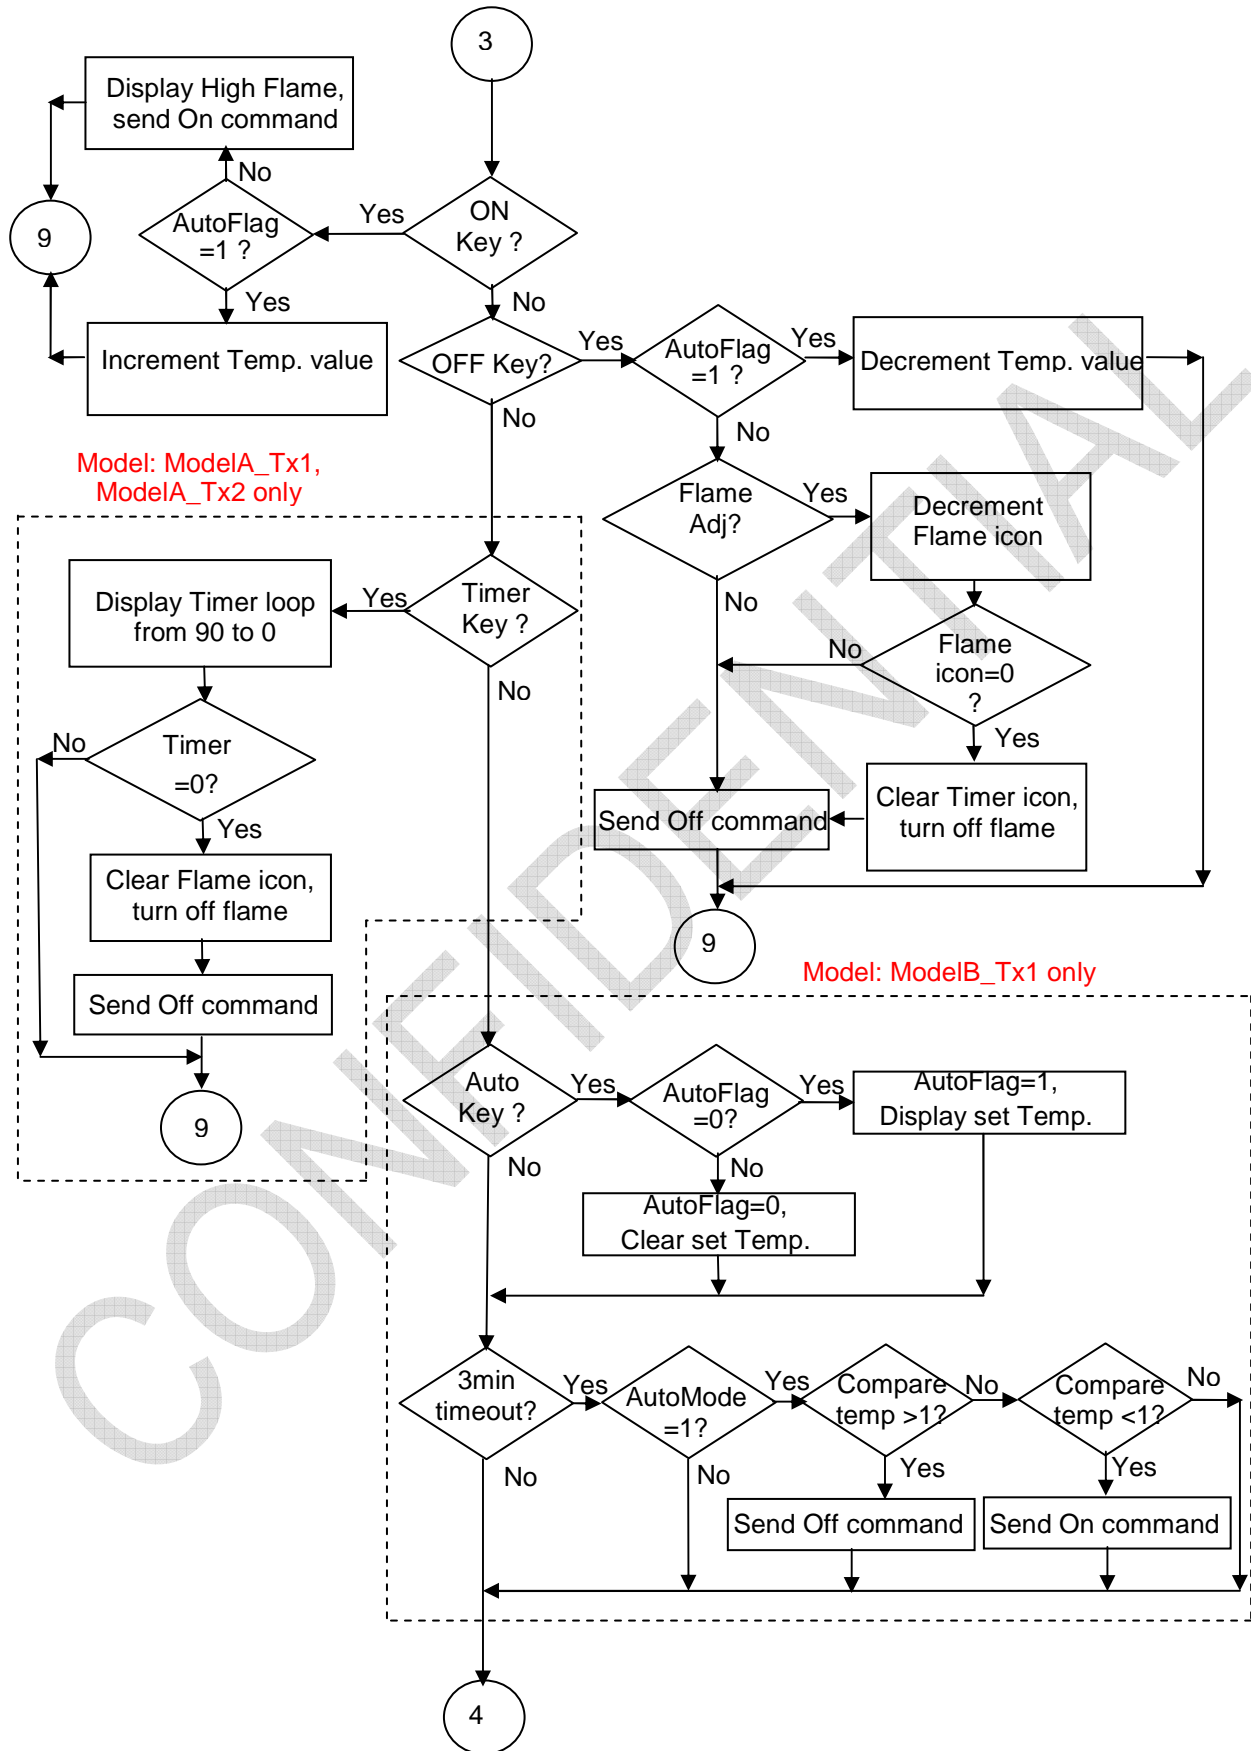 3
Display High Flame,
send On command
No
AutoFlag
=1 ?
Yes
ON
Key ?
9
Yes
Increment Temp. value
No
OFF Key?
Yes
AutoFlag
=1 ?
Yes
Decrement Temp. value
No
No
Model: ModelA_Tx1,
ModelA_Tx2 only
Flame
Adj?
Yes
Decrement
Flame icon
No
Display Timer loop
from 90 to 0
Yes
Timer
Key ?
No
No
Flame
icon=0
?
Yes
No
Timer
=0?
Yes
Send Off command
Clear Timer icon,
turn off flame
Clear Flame icon,
turn off flame
9
Send Off command
9
Model: ModelB_Tx1 only
Auto
Key ?
Yes
AutoFlag
=0?
Yes
AutoFlag=1,
Display set Temp.
No
No
AutoFlag=0,
Clear set Temp.
3min
timeout?
Yes
AutoMode
=1?
Yes
Compare
temp >1?
No
Compare
temp <1?
No
No
No
Yes
Yes
Send Off command
Send On command
4
CONFIDENTIAL